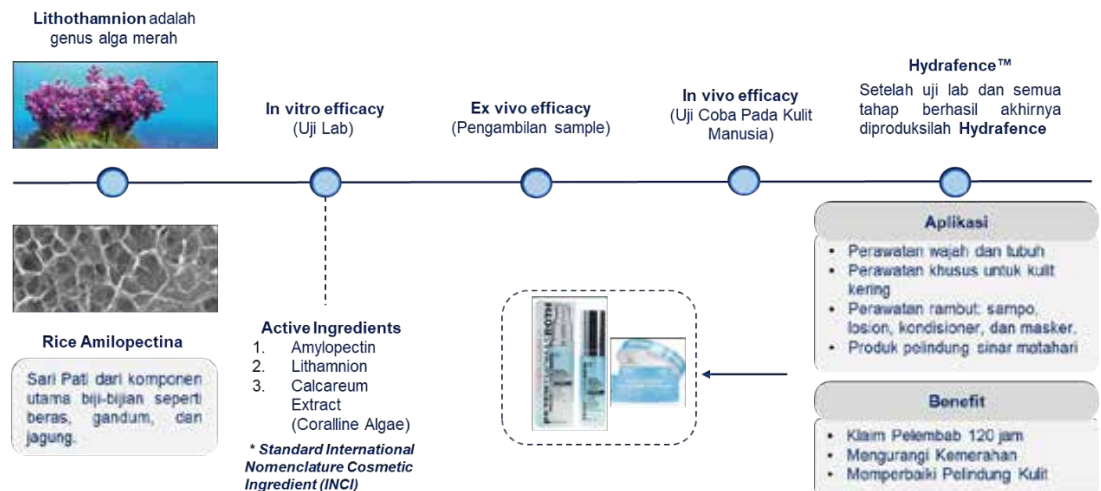 Lithothamnion adalah
genus alga merah
In vitro efficacy
(Uji Lab)
Ex vivo efficacy
(Pengambilan sample)
In vivo efficacy
(Uji Coba Pada Kulit
Manusia)
Hydrafence™
Setelah uji lab dan semua
tahap berhasil akhirnya
diproduksilah Hydrafence
Rice Amilopectina
Sari Pati dari komponen
utama biji-bijian seperti
beras, gandum, dan
jagung.
Active Ingredients
1. Amylopectin
2. Lithamnion
3. Calcareum
Extract
(Coralline Algae)
* Standard International
Nomenclature Cosmetic
Ingredient (INCI)
Aplikasi
• Perawatan wajah dan tubuh
• Perawatan khusus untuk kulit
kering
• Perawatan rambut: sampo,
losion, kondisioner, dan masker.
• Produk pelindung sinar matahari
Benefit
• Klaim Pelembab 120 jam
• Mengurangi Kemerahan
• Memperbaiki Pelindung Kulit